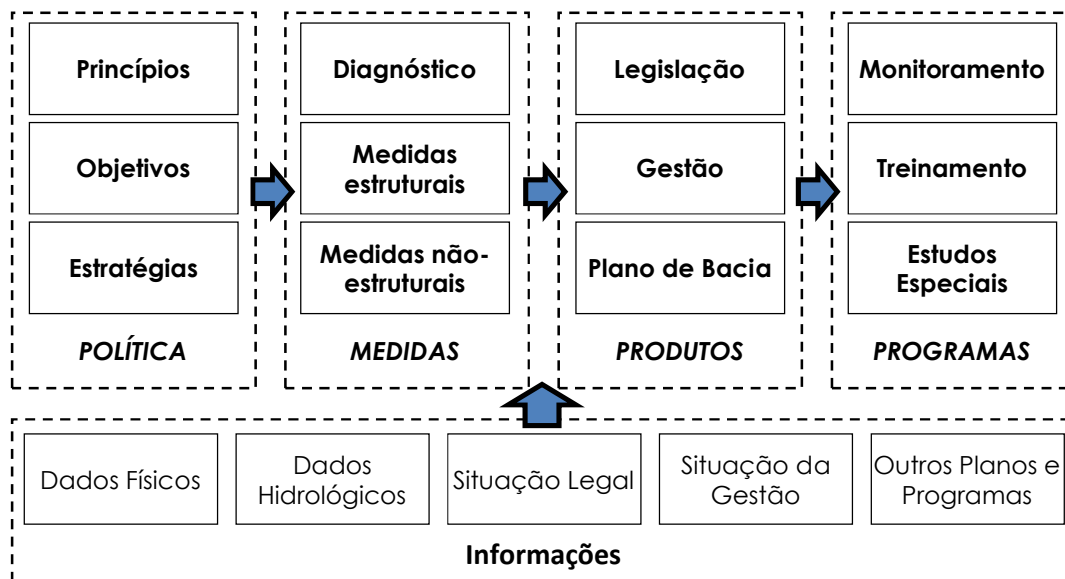 Princípios
Objetivos
Estratégias
POLÍTICA
Diagnóstico
Medidas
estruturais
Medidas não-
estruturais
MEDIDAS
Legislação
Gestão
Plano de Bacia
PRODUTOS
Monitoramento
Treinamento
Estudos
Especiais
PROGRAMAS
Dados Físicos
Dados
Hidrológicos
Situação Legal
Situação da
Gestão
Outros Planos e
Programas
Informações